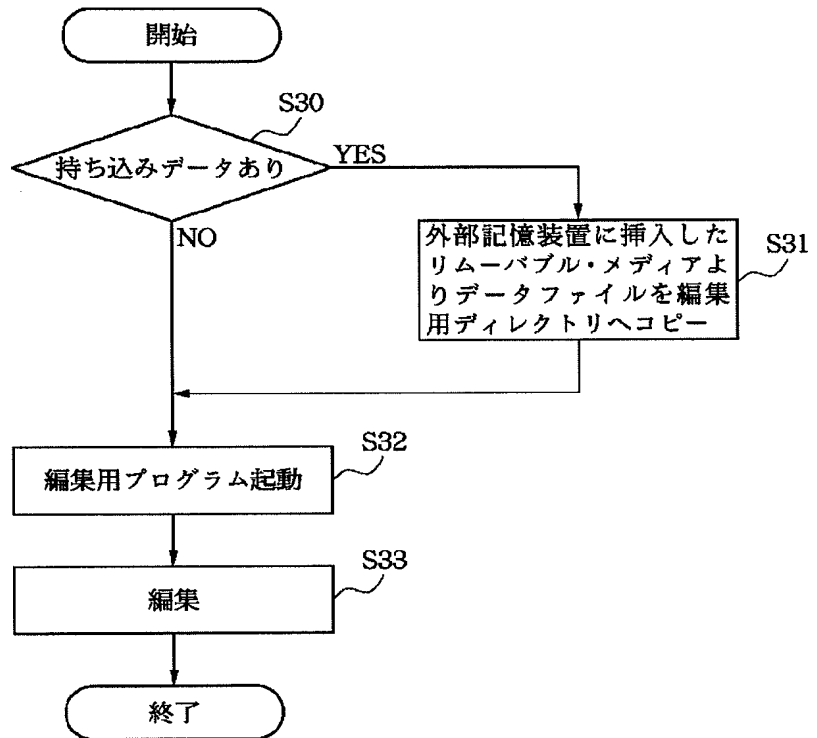 開始
S30
持ち込みデータあり
YES
NO
外部記憶装置に挿入した
リムーバブル・メディアよ
りデータファイルを編集
用ディレクトリへコピー
S31
S32
編集用プログラム起動
S33
編集
終了